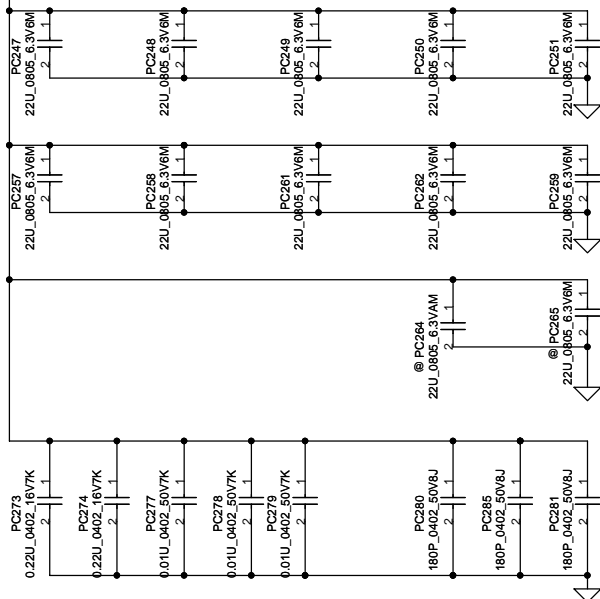 PC247
22U_0805_6.3V6M
1
2
PC248
22U_0805_6.3V6M
1
2
PC249
22U_0805_6.3V6M
1
2
PC250
22U_0805_6.3V6M
1
2
PC251
22U_0805_6.3V6M
1
2
PC257
22U_0805_6.3V6M
1
2
PC258
22U_0805_6.3V6M
1
2
PC261
22U_0805_6.3V6M
1
2
PC262
22U_0805_6.3V6M
1
2
PC259
22U_0805_6.3V6M
1
2
@ PC264
22U_0805_6.3VAM
1
2
@ PC265
22U_0805_6.3V6M
1
2
PC273
0.22U_0402_16V7K
1
2
PC274
0.22U_0402_16V7K
1
2
PC277
0.01U_0402_50V7K
1
2
PC278
0.01U_0402_50V7K
1
2
PC279
0.01U_0402_50V7K
1
2
PC280
180P_0402_50V8J
1
2
PC285
180P_0402_50V8J
1
2
PC281
180P_0402_50V8J
1
2